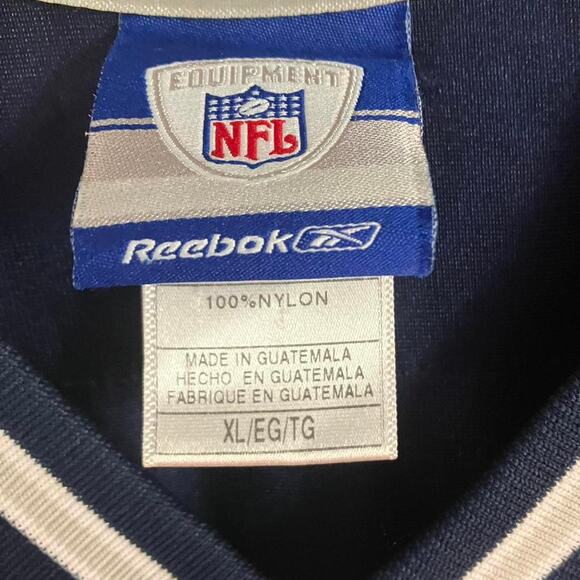 EQUIPMENT
NFL
Reebok
100%NYLON
MADE IN GUATEMALA
HECHO EN GUATEMALA
FABRIQUE EN GUATEMALA
XL/EG/TG